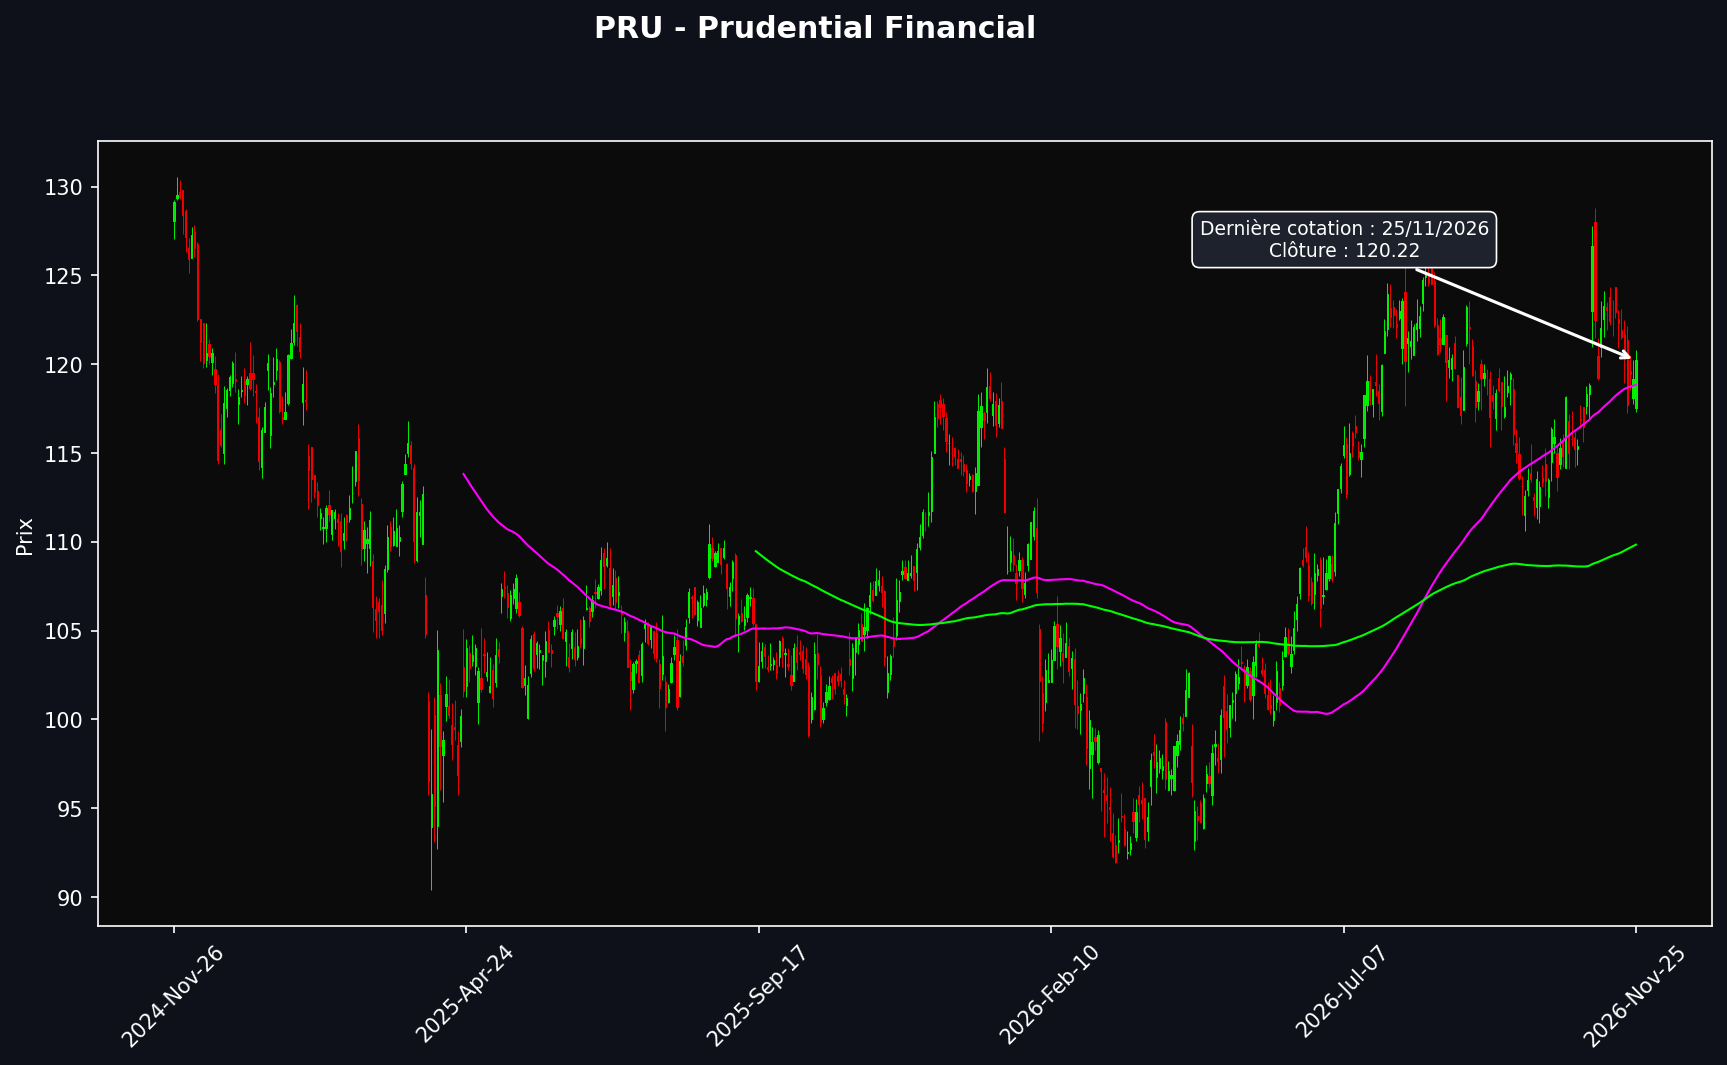 PRU - Prudential Financial
Dernière cotation : 25/11/2026
Clôture : 120.22
Prix
130
125
120
115
110
105
100
95
90
2024-Nov-26
2025-Apr-24
2025-Sep-17
2026-Feb-10
2026-Jul-07
2026-Nov-25